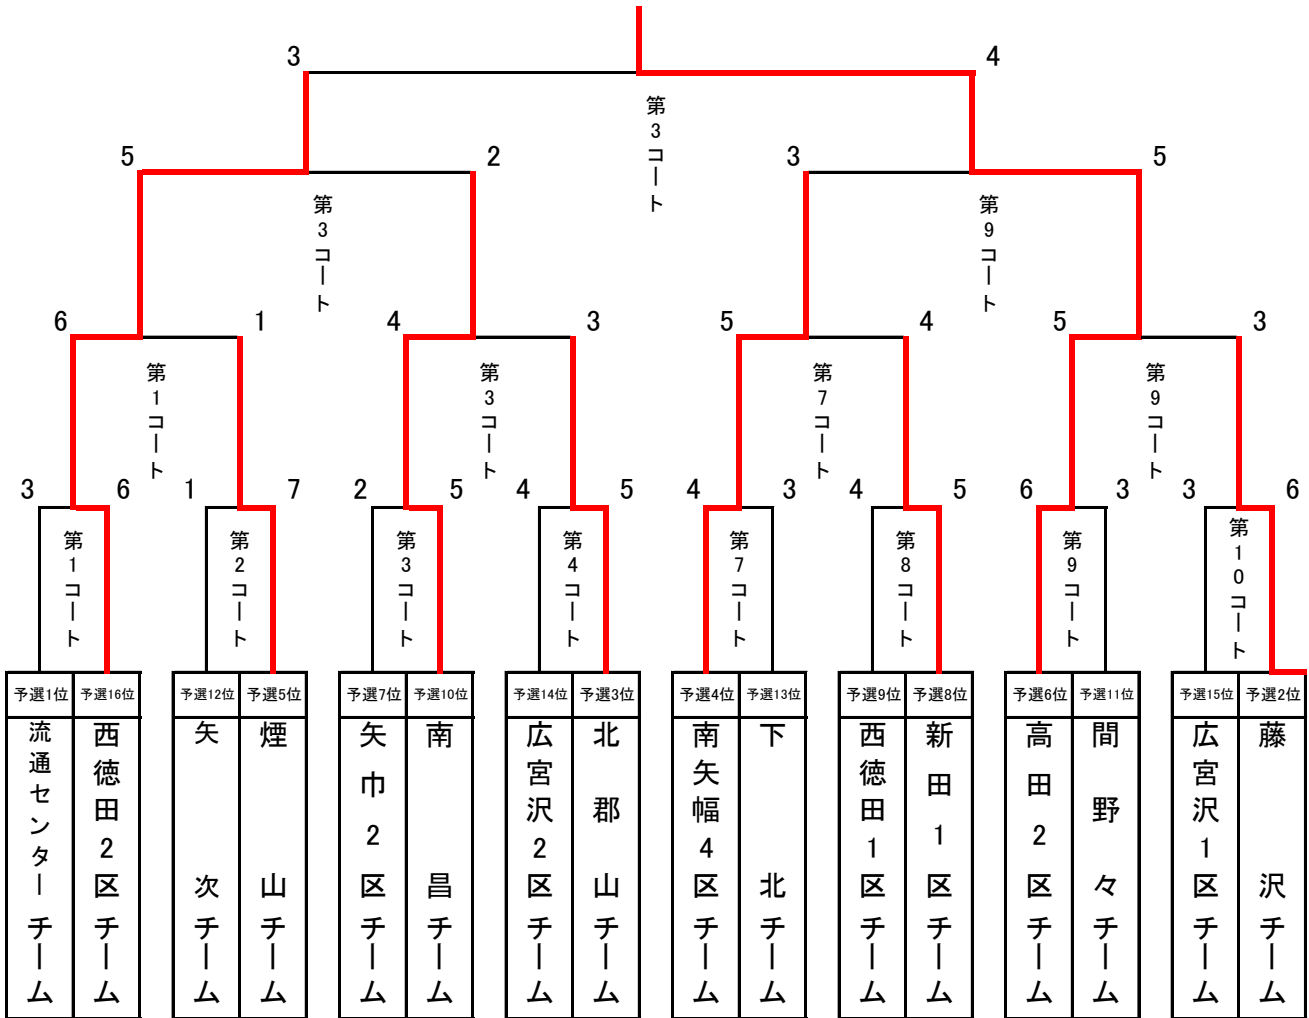 3
4
第3コート
5
2
3
5
第3コート
第9コート
6
1
4
3
5
4
5
3
第1コート
第3コート
第7コート
第9コート
3
6
1
7
2
5
4
5
4
3
4
5
6
3
3
6
第1コート
第2コート
第3コート
第4コート
第7コート
第8コート
第9コート
第10コート
予選1位
予選16位
予選12位
予選5位
予選7位
予選10位
予選14位
予選3位
予選4位
予選13位
予選9位
予選8位
予選6位
予選11位
予選15位
予選2位
流通センターチーム
西徳田2区チーム
矢次チーム
煙山チーム
矢巾2区チーム
南昌チーム
広宮沢2区チーム
北郡山チーム
南矢幅4区チーム
下北チーム
西徳田1区チーム
新田1区チーム
高田2区チーム
間野々チーム
広宮沢1区チーム
藤沢チーム